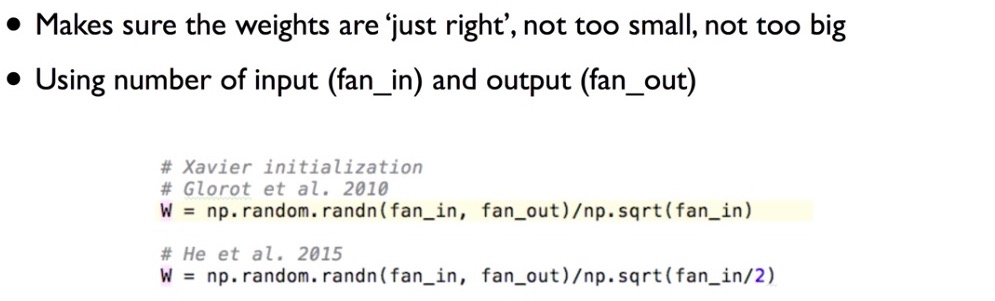 • Makes sure the weights are ‘just right’, not too small, not too big
• Using number of input (fan_in) and output (fan_out)
# Xavier initialization
# Glorot et al. 2010
W = np.random.randn(fan_in, fan_out)/np.sqrt(fan_in)
# He et al. 2015
W = np.random.randn(fan_in, fan_out)/np.sqrt(fan_in/2)